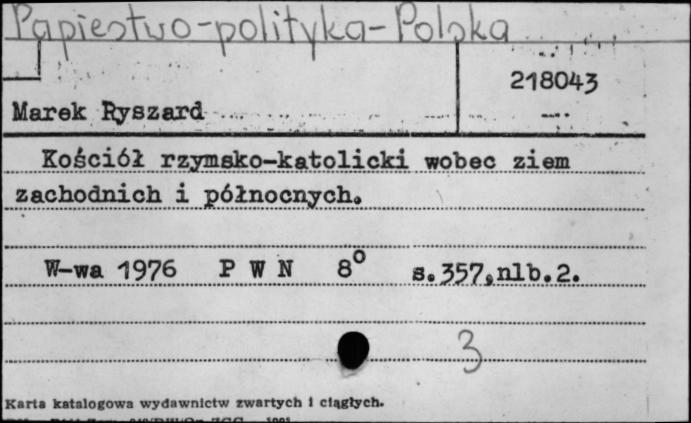 Papiestwo-polityka-Polska
218043
Marek Ryszard
Kościół rzymsko-katolicki wobec ziem
zachodnich i północnych.
W-wa 1976 P W N 8° s.357,nlb.2.
3
Karta katalogowa wydawnictw zwartych i ciągłych.